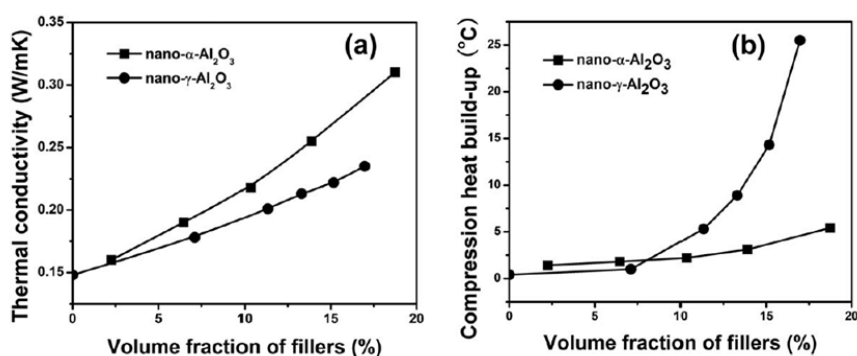 Thermal conductivity (W/mK)
0.35
0.30
0.25
0.20
0.15
0
5
10
15
20
nano-α-Al₂O₃
nano-γ-Al₂O₃
(a)
Volume fraction of fillers (%)
Compression heat build-up (°C)
25
20
15
10
5
0
0
5
10
15
20
nano-α-Al₂O₃
nano-γ-Al₂O₃
(b)
Volume fraction of fillers (%)